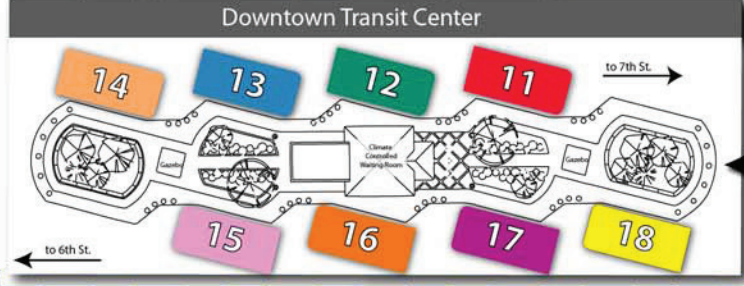 Downtown Transit Center
14
13
12
11
to 7th St.
Gazebo
Climate
Controlled
Waiting Room
Gazebo
15
16
17
18
to 6th St.